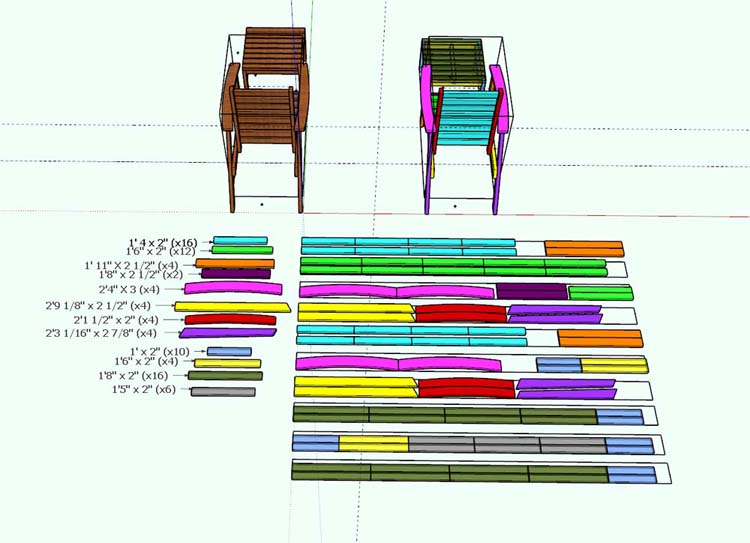 1' 4 x 2" (x16)
1'6" x 2" (x12)
1' 11" X 2 1/2" (x4)
1'8" x 2 1/2" (x2)
2'4" X 3 (x4)
2'9 1/8" x 2 1/2" (x4)
2'1 1/2" x 2" (x4)
2'3 1/16" x 2 7/8" (x4)
1' x 2" (x10)
1'6" x 2" (x4)
1'8" x 2" (x16)
1'5" x 2" (x6)